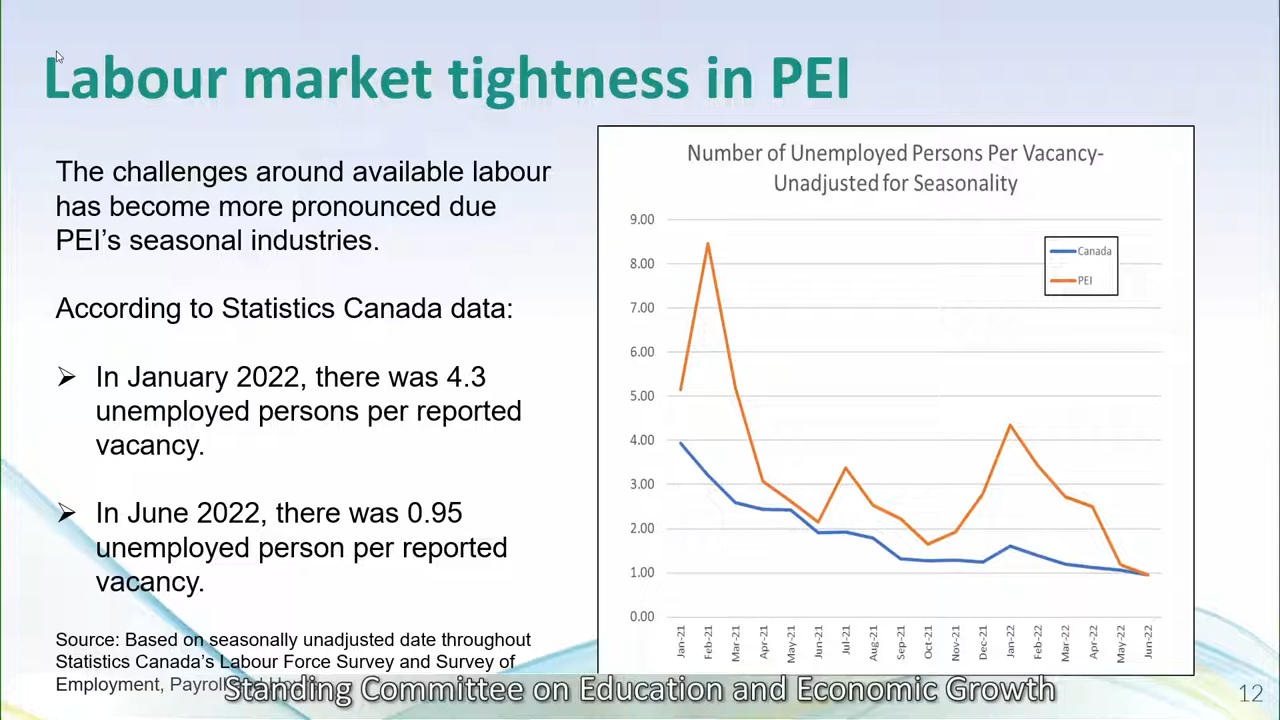 Labour market tightness in PEI
The challenges around available labour
has become more pronounced due
PEI’s seasonal industries.
According to Statistics Canada data:
➢ In January 2022, there was 4.3
unemployed persons per reported
vacancy.
➢ In June 2022, there was 0.95
unemployed person per reported
vacancy.
Source: Based on seasonally unadjusted date throughout
Statistics Canada’s Labour Force Survey and Survey of
Employment, Payroll
Number of Unemployed Persons Per Vacancy-
Unadjusted for Seasonality
9.00
8.00
7.00
6.00
5.00
4.00
3.00
2.00
1.00
0.00
Canada
PEI
Jan-21
Feb-21
Mar-21
Apr-21
May-21
Jun-21
Jul-21
Aug-21
Sep-21
Oct-21
Nov-21
Dec-21
Jan-22
Feb-22
Mar-22
Apr-22
May-22
Jun-22
Standing Committee on Education and Economic Growth
12